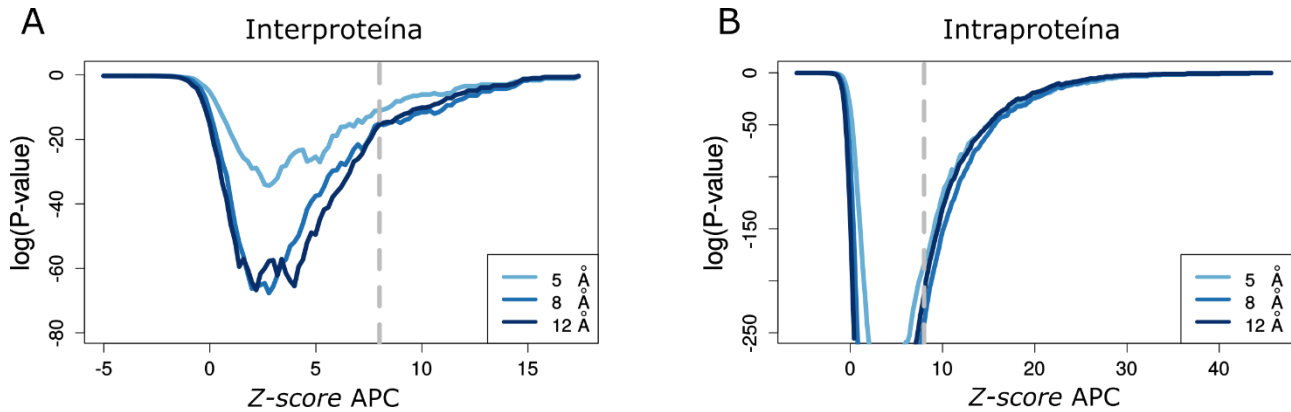 A
Interproteína
log(P-value)
0
-20
-40
-60
-80
-5
0
5
10
15
Z-score APC
5 Å
8 Å
12 Å
B
Intraproteína
log(P-value)
0
-50
-150
-250
0
10
20
30
40
Z-score APC
5 Å
8 Å
12 Å